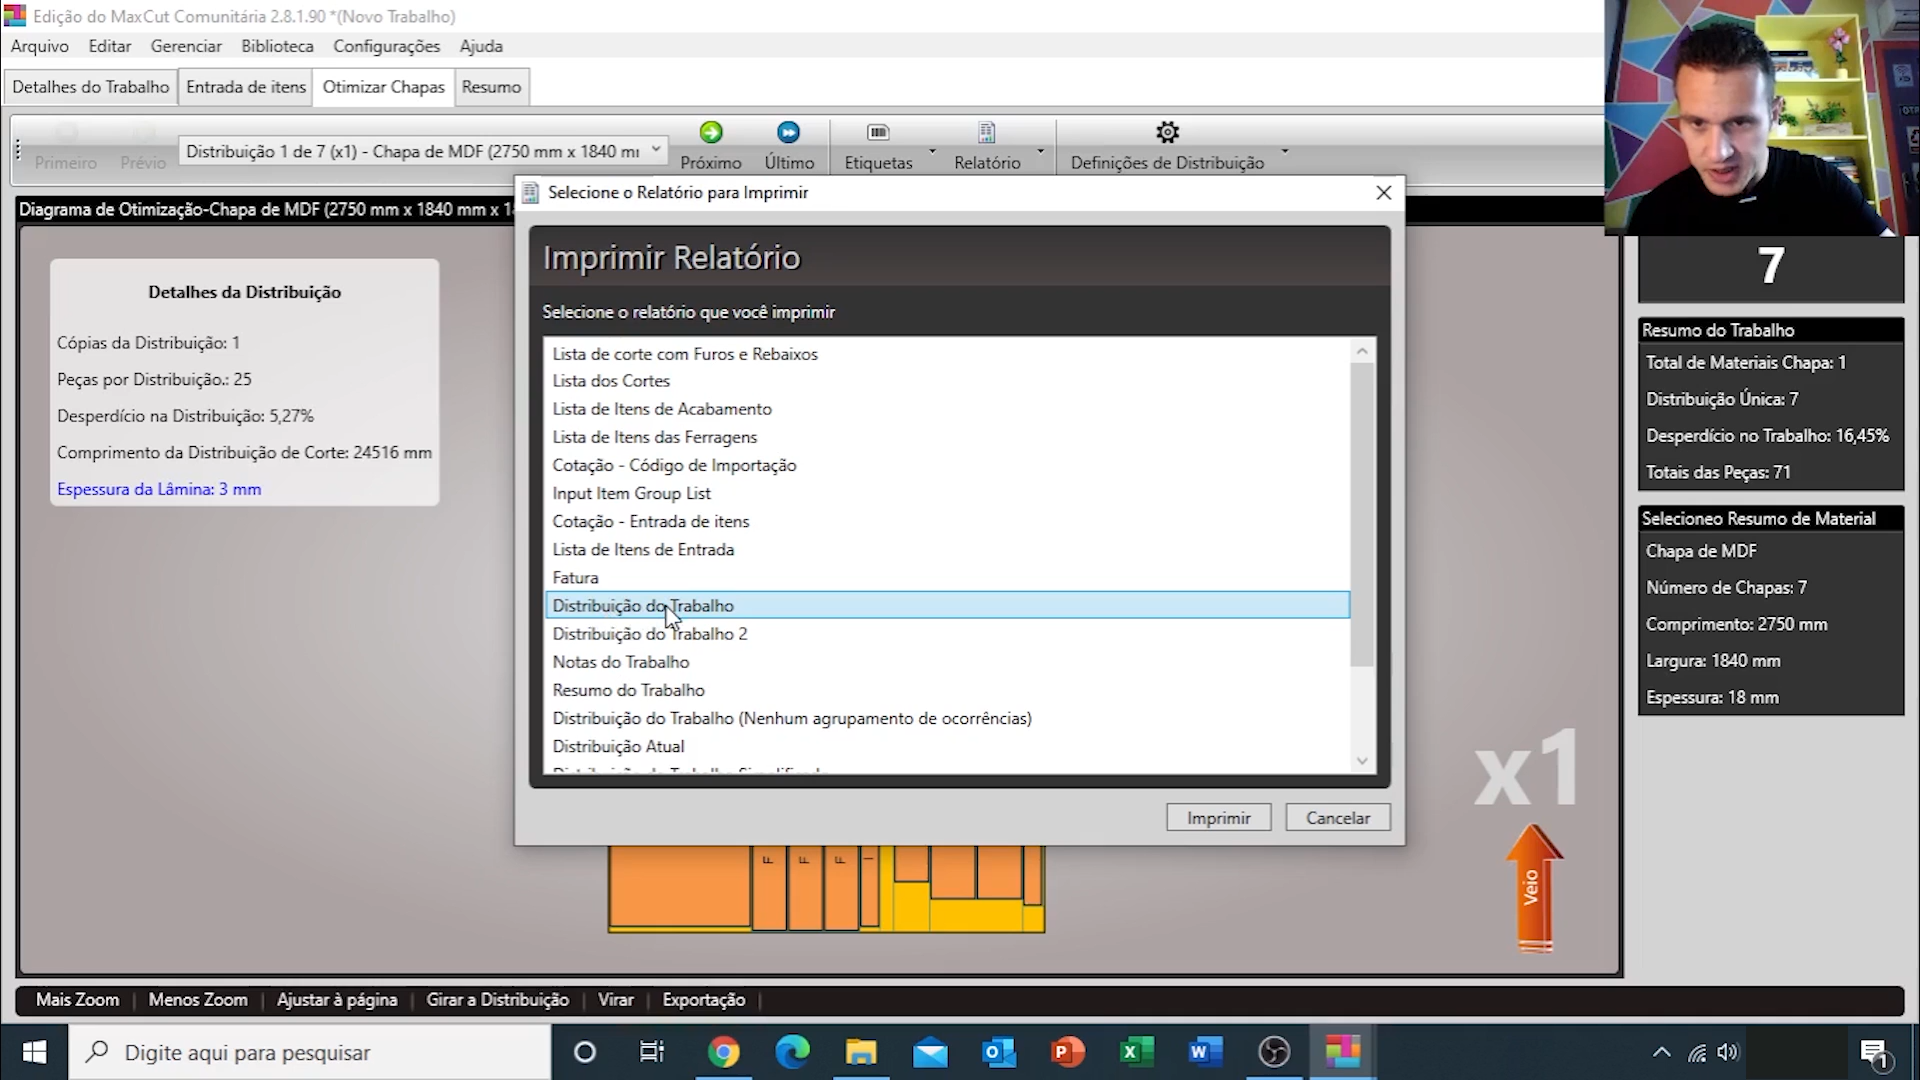 Edição do MaxCut Comunitária 2.8.1.90 *(Novo Trabalho)
Arquivo Editar Gerenciar Biblioteca Configurações Ajuda
Detalhes do Trabalho Entrada de itens Otimizar Chapas Resumo
Primeiro Prévio Distribuição 1 de 7 (x1) - Chapa de MDF (2750 mm x 1840 m Próximo Último Etiquetas Relatório Definições de Distribuição
Selecione o Relatório para Imprimir
Diagrama de Otimização-Chapa de MDF (2750 mm x 1840 mm x 1
Detalhes da Distribuição
Cópias da Distribuição: 1
Peças por Distribuição.: 25
Desperdício na Distribuição: 5,27%
Comprimento da Distribuição de Corte: 24516 mm
Espessura da Lâmina: 3 mm
Imprimir Relatório
Selecione o relatório que você imprimir
Lista de corte com Furos e Rebaixos
Lista dos Cortes
Lista de Itens de Acabamento
Lista de Itens das Ferragens
Cotação - Código de Importação
Input Item Group List
Cotação - Entrada de itens
Lista de Itens de Entrada
Fatura
Distribuição do Trabalho
Distribuição do Trabalho 2
Notas do Trabalho
Resumo do Trabalho
Distribuição do Trabalho (Nenhum agrupamento de ocorrências)
Distribuição Atual
Imprimir Cancelar
7
Resumo do Trabalho
Total de Materiais Chapa: 1
Distribuição Única: 7
Desperdício no Trabalho: 16,45%
Totais das Peças: 71
Selecioneo Resumo de Material
Chapa de MDF
Número de Chapas: 7
Comprimento: 2750 mm
Largura: 1840 mm
Espessura: 18 mm
x1
Veio
F F F I
Mais Zoom Menos Zoom Ajustar à página Girar a Distribuição Virar Exportação
Digite aqui para pesquisar
1